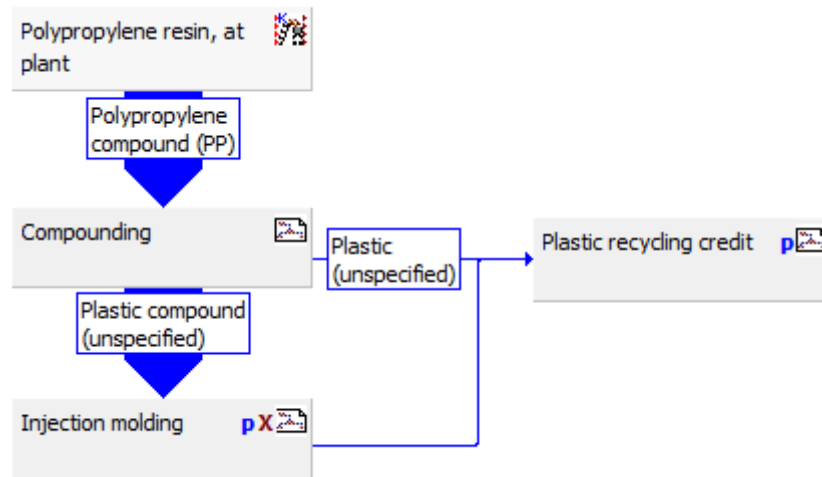 Polypropylene resin, at
plant
Polypropylene
compound (PP)
Compounding
Plastic
(unspecified)
Plastic recycling credit
p
Plastic compound
(unspecified)
Injection molding
p X